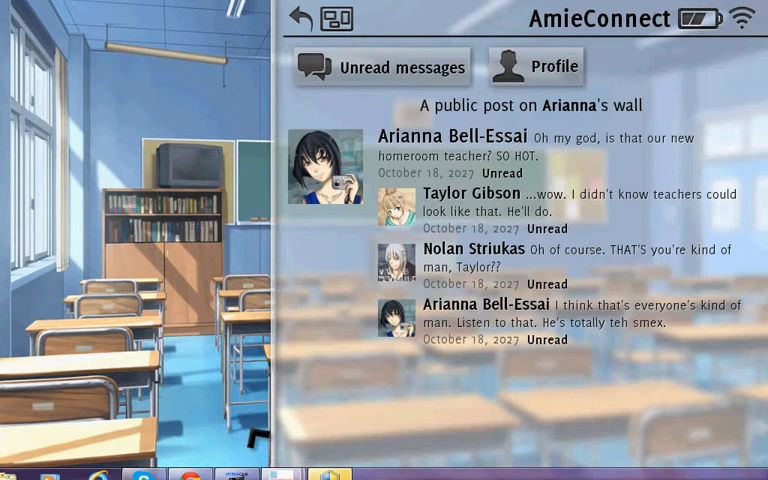 AmieConnect
Unread messages
Profile
A public post on Arianna's wall
Arianna Bell-Essai Oh my god, is that our new
homeroom teacher? SO HOT.
October 18, 2027 Unread
Taylor Gibson ...wow. I didn't know teachers could
look like that. He'll do.
October 18, 2027 Unread
Nolan Striukas Oh of course. THAT'S you're kind of
man, Taylor??
October 18, 2027 Unread
Arianna Bell-Essai I think that's everyone's kind of
man. Listen to that. He's totally teh smex.
October 18, 2027 Unread